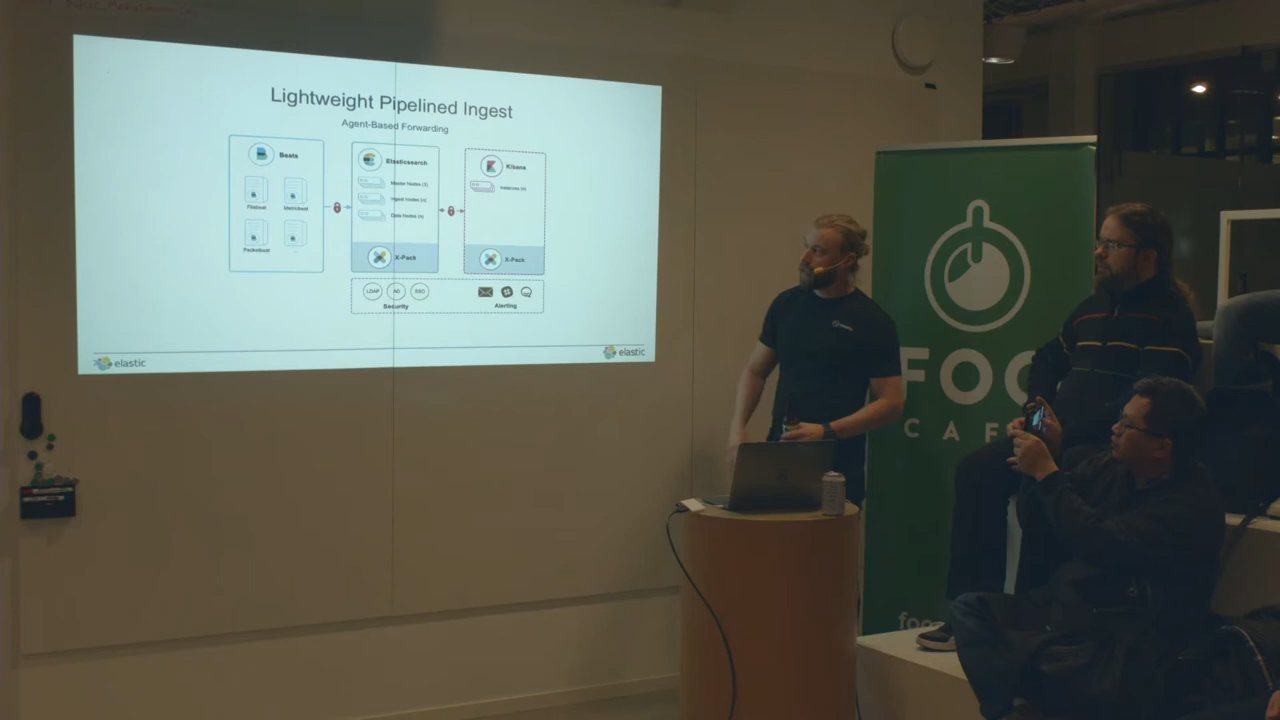 Lightweight Pipelined Ingest
Agent-Based Forwarding
Beats
Filebeat
Metricbeat
Packetbeat
...
Elasticsearch
Master Nodes (3)
Ingest Nodes (n)
Data Nodes (n)
X-Pack
Kibana
Instances (n)
X-Pack
LDAP
AD
SSO
Security
Alerting
elastic
elastic
FOO
CAF
foo